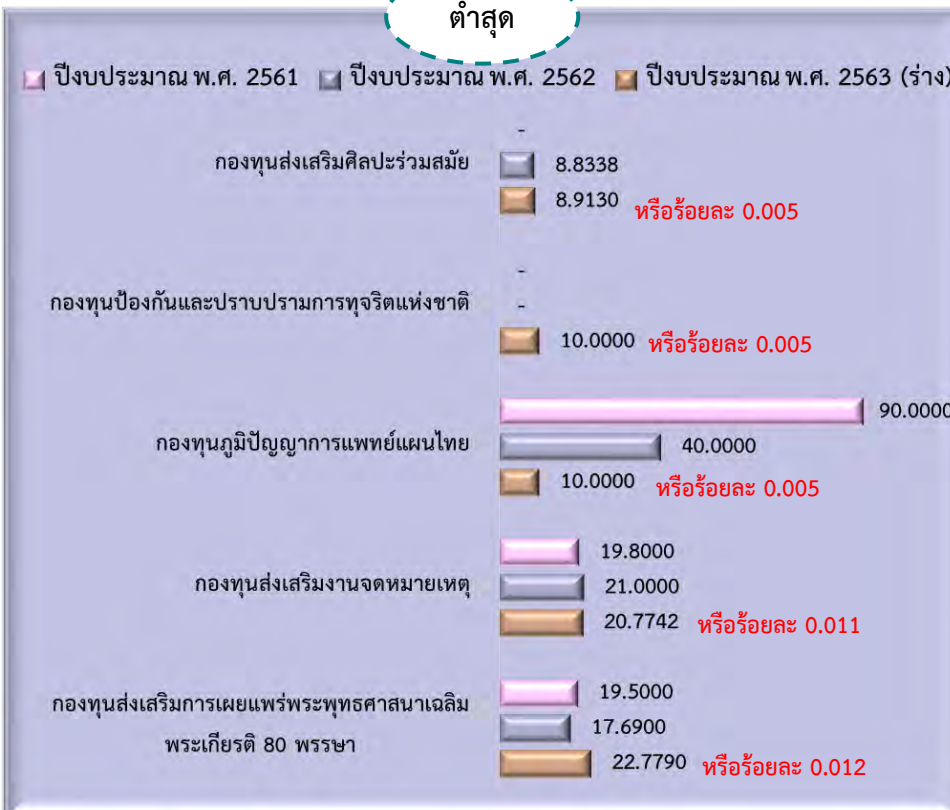 ต่ำสุด
ปีงบประมาณ พ.ศ. 2561 ปีงบประมาณ พ.ศ. 2562 ปีงบประมาณ พ.ศ. 2563 (ร่าง)
-
กองทุนส่งเสริมศิลปะร่วมสมัย 8.8338
8.9130 หรือร้อยละ 0.005
-
กองทุนป้องกันและปราบปรามการทุจริตแห่งชาติ -
10.0000 หรือร้อยละ 0.005
90.0000
กองทุนภูมิปัญญาการแพทย์แผนไทย 40.0000
10.0000 หรือร้อยละ 0.005
19.8000
กองทุนส่งเสริมงานจดหมายเหตุ 21.0000
20.7742 หรือร้อยละ 0.011
19.5000
กองทุนส่งเสริมการเผยแพร่พระพุทธศาสนาเฉลิม
17.6900
พระเกียรติ 80 พรรษา
22.7790 หรือร้อยละ 0.012